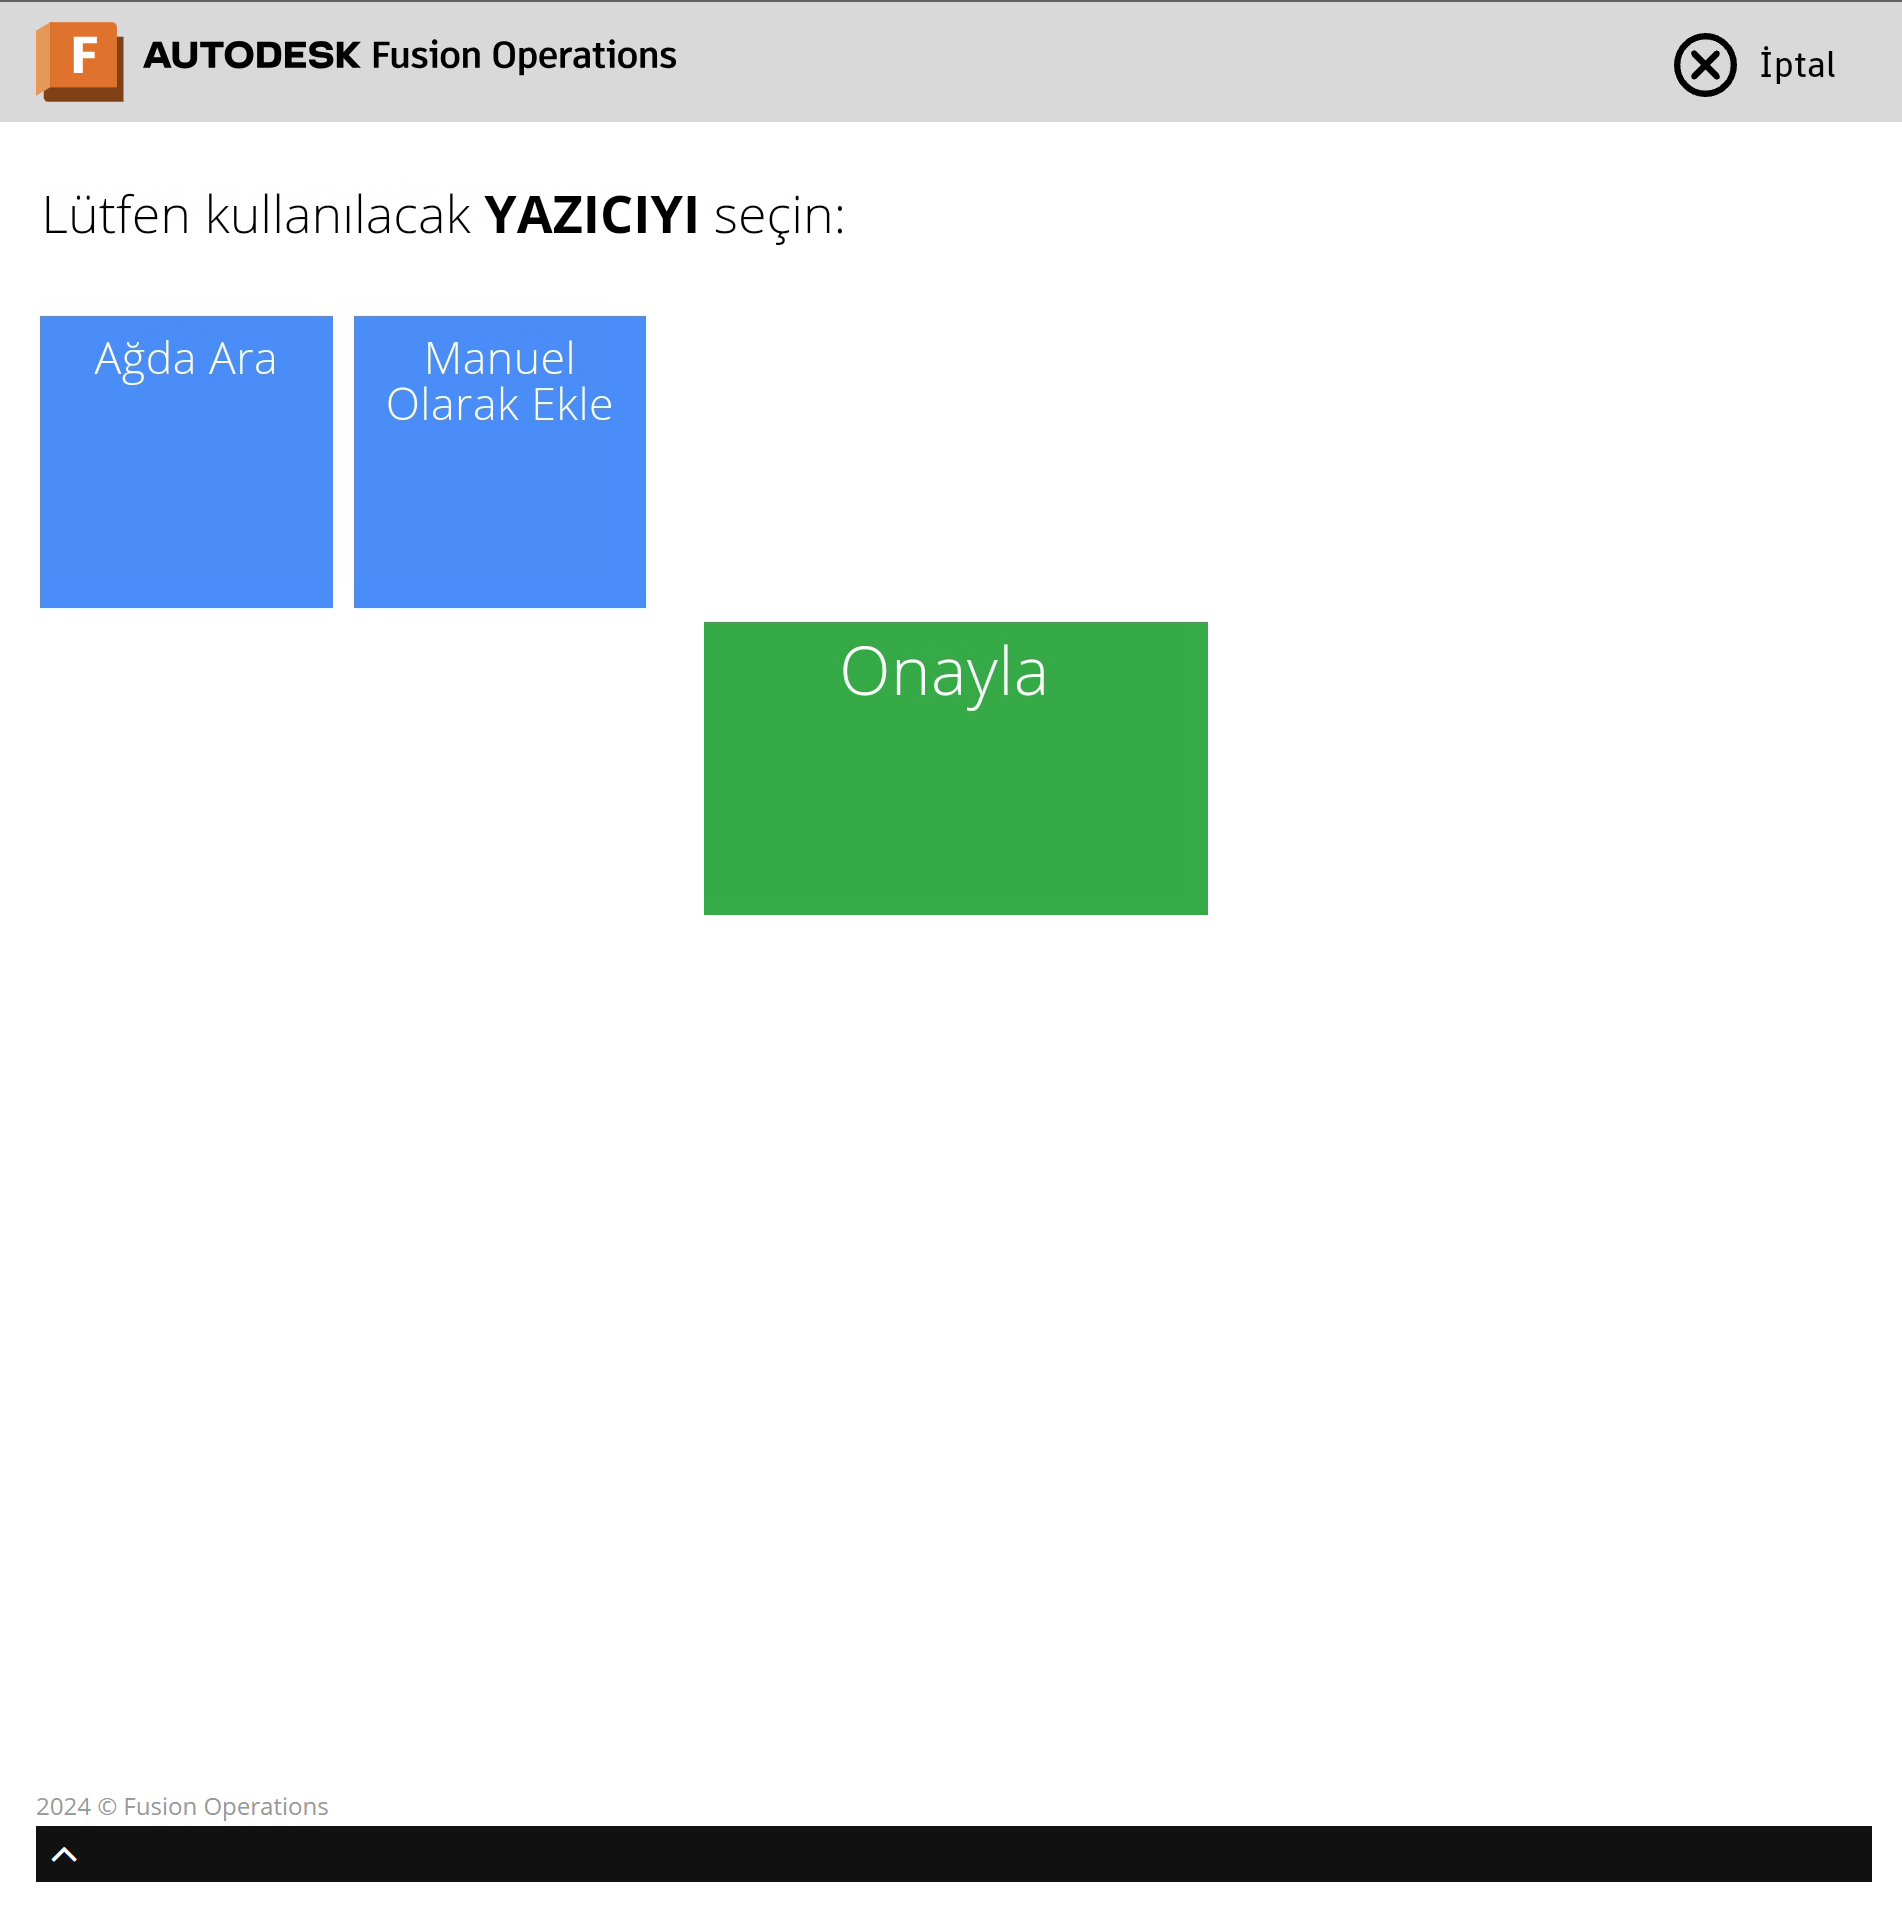 F AUTODESK Fusion Operations
İptal
Lütfen kullanılacak YAZICIYI seçin:
Ağda Ara
Manuel
Olarak Ekle
Onayla
2024 © Fusion Operations